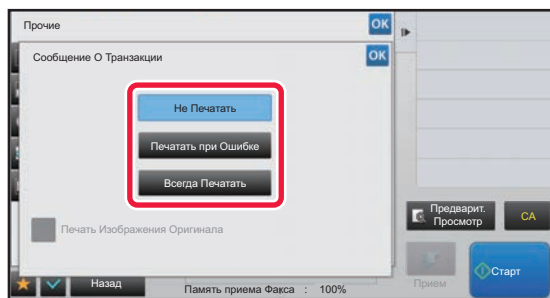 Прочие
OK
Сообщение О Транзакции
OK
Не Печатать
Печатать при Ошибке
Всегда Печатать
Печать Изображения Оригинала
Предварит.
Просмотр
CA
Назад
Память приема Факса : 100%
Прием
Старт